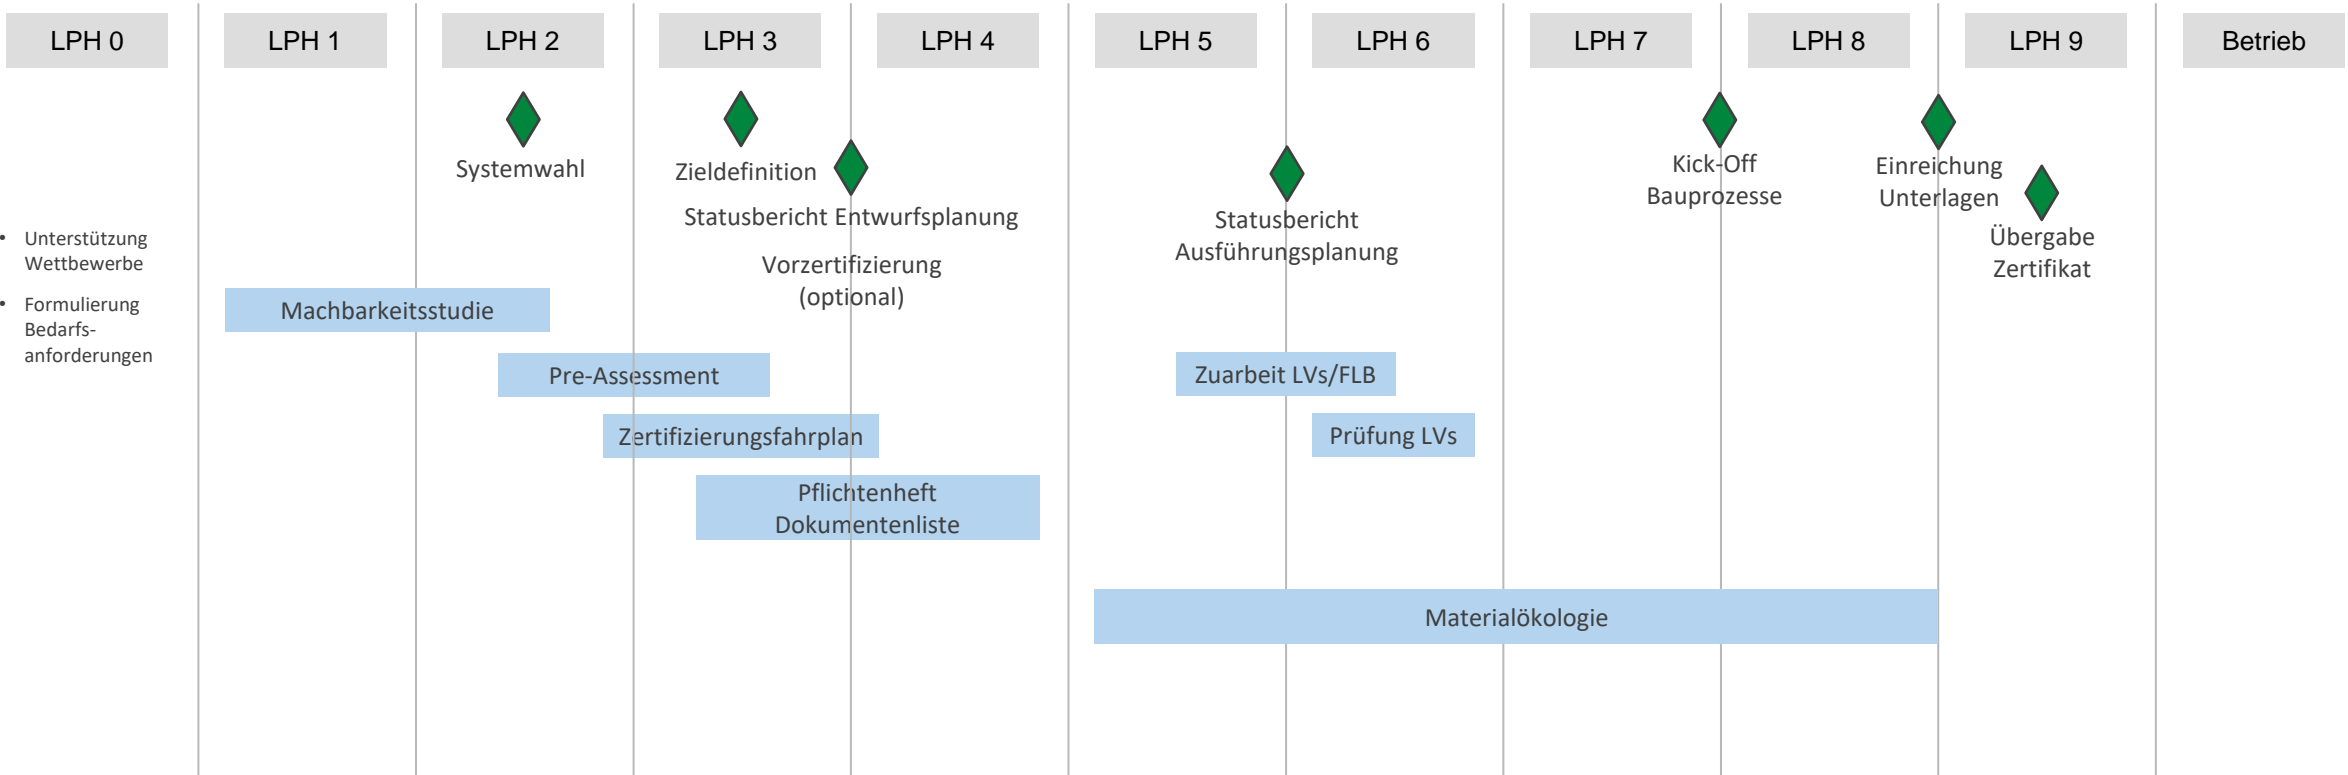 LPH 0
LPH 1
LPH 2
LPH 3
LPH 4
LPH 5
LPH 6
LPH 7
LPH 8
LPH 9
Betrieb
Systemwahl
Zieldefinition
Statusbericht Entwurfsplanung
Vorzertifizierung
(optional)
Statusbericht
Ausführungsplanung
Kick-Off
Bauprozesse
Einreichung
Unterlagen
Übergabe
Zertifikat
• Unterstützung
Wettbewerbe
• Formulierung
Bedarfs-
anforderungen
Machbarkeitsstudie
Pre-Assessment
Zuarbeit LVs/FLB
Zertifizierungsfahrplan
Prüfung LVs
Pflichtenheft
Dokumentenliste
Materialökologie